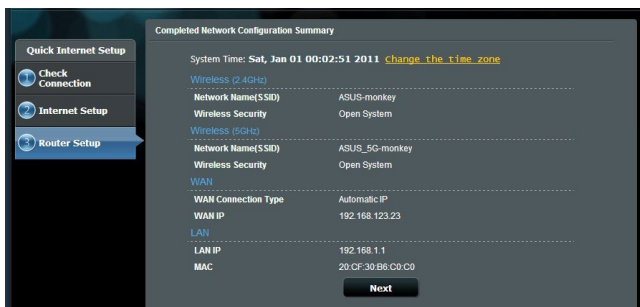 Completed Network Configuration Summary
Quick Internet Setup
1 Check Connection
2 Internet Setup
3 Router Setup
System Time: Sat, Jan 01 00:02:51 2011 Change the time zone
Wireless (2.4GHz)
Network Name(SSID) ASUS-monkey
Wireless Security Open System
Wireless (5GHz)
Network Name(SSID) ASUS_5G-monkey
Wireless Security Open System
WAN
WAN Connection Type Automatic IP
WAN IP 192.168.123.23
LAN
LAN IP 192.168.1.1
MAC 20:CF:30:B6:C0:C0
Next